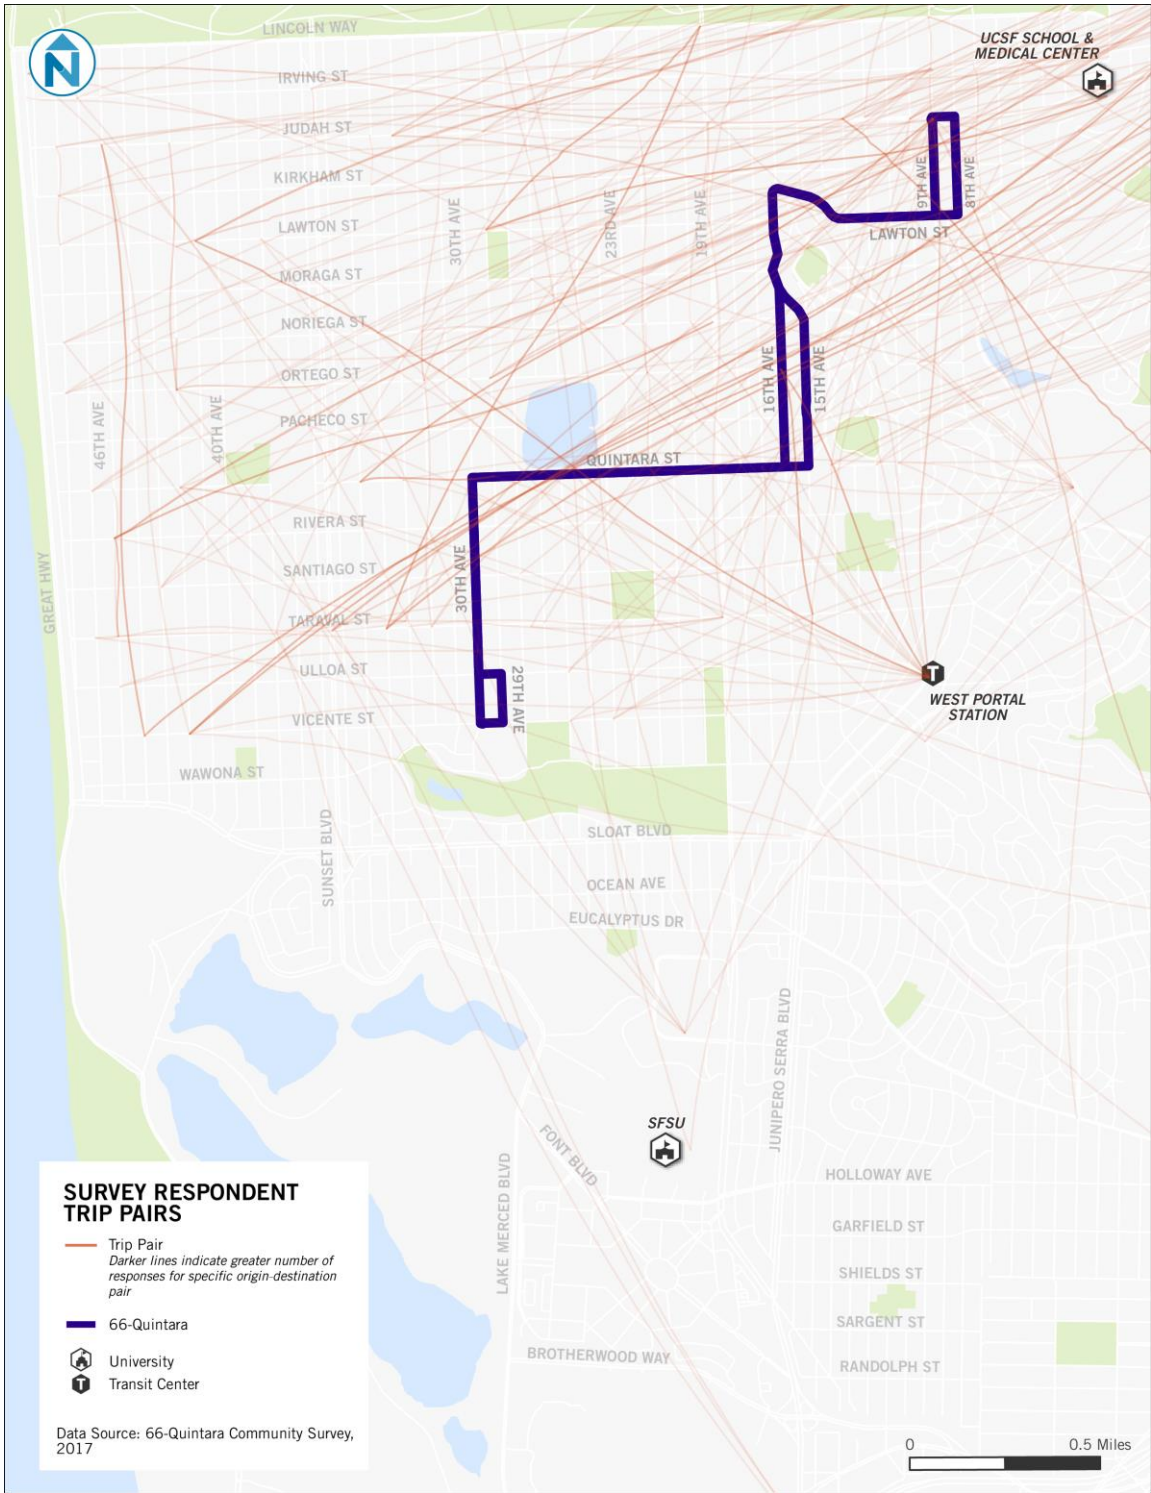 LINCOLN WAY
UCSF SCHOOL &
MEDICAL CENTER
N
IRVING ST
JUDAH ST
KIRKHAM ST
9TH AVE
8TH AVE
LAWTON ST
30TH AVE
23RD AVE
19TH AVE
LAWTON ST
MORAGA ST
NORIEGA ST
ORTEGO ST
16TH AVE
15TH AVE
46TH AVE
40TH AVE
PACHECO ST
QUINTARA ST
RIVERA ST
GREAT HWY
SANTIAGO ST
30TH AVE
TARAVAL ST
ULLOA ST
29TH AVE
T
WEST PORTAL
STATION
VICENTE ST
WAWONA ST
SUNSET BLVD
SLOAT BLVD
OCEAN AVE
EUCALYPTUS DR
JUNIPERO SERRA BLVD
SFSU
FONT BLVD
LAKE MERCED BLVD
HOLLOWAY AVE
GARFIELD ST
SHIELDS ST
SARGENT ST
BROTHERWOOD WAY
RANDOLPH ST
SURVEY RESPONDENT
TRIP PAIRS
Trip Pair
Darker lines indicate greater number of
responses for specific origin-destination
pair
66-Quintara
University
T
Transit Center
Data Source: 66-Quintara Community Survey,
2017
0
0.5 Miles